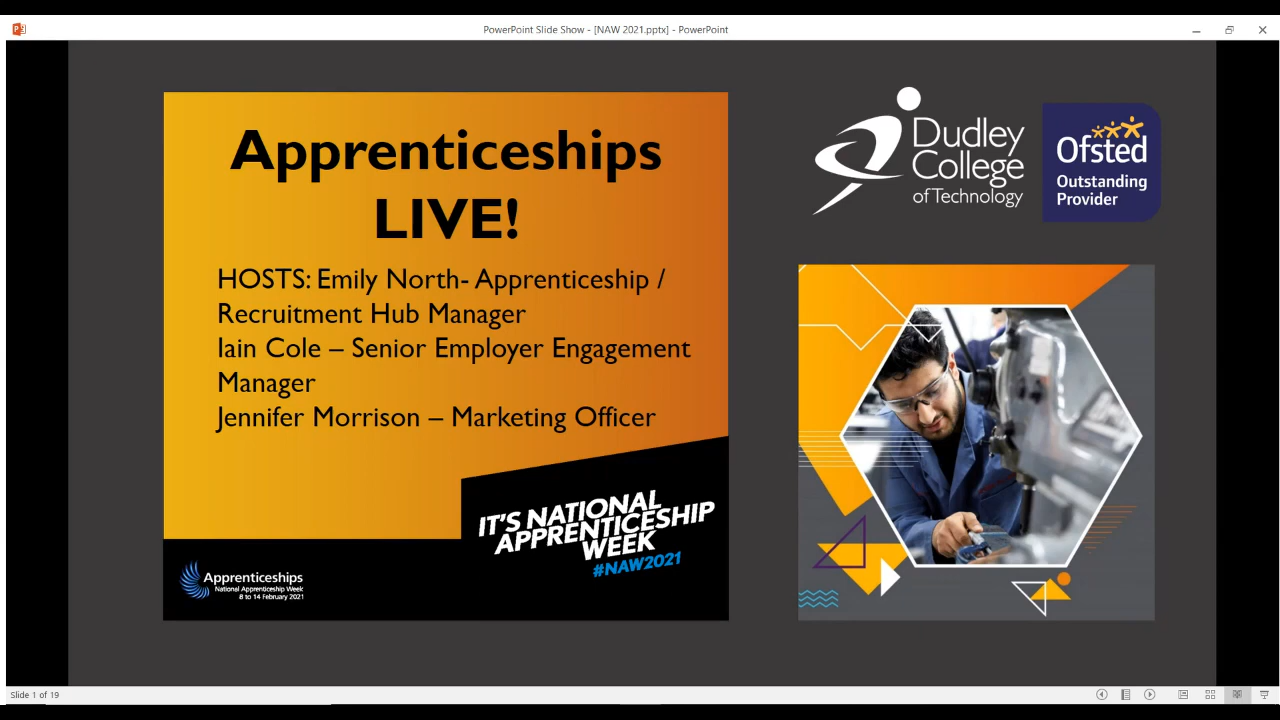 PowerPoint Slide Show - [NAW 2021.pptx] - PowerPoint
Apprenticeships
LIVE!
HOSTS: Emily North- Apprenticeship /
Recruitment Hub Manager
Iain Cole – Senior Employer Engagement
Manager
Jennifer Morrison – Marketing Officer
IT'S NATIONAL
APPRENTICESHIP
WEEK
#NAW2021
Apprenticeships
National Apprenticeship Week
8 to 14 February 2021
Dudley
College
of Technology
Ofsted
Outstanding
Provider
Slide 1 of 19